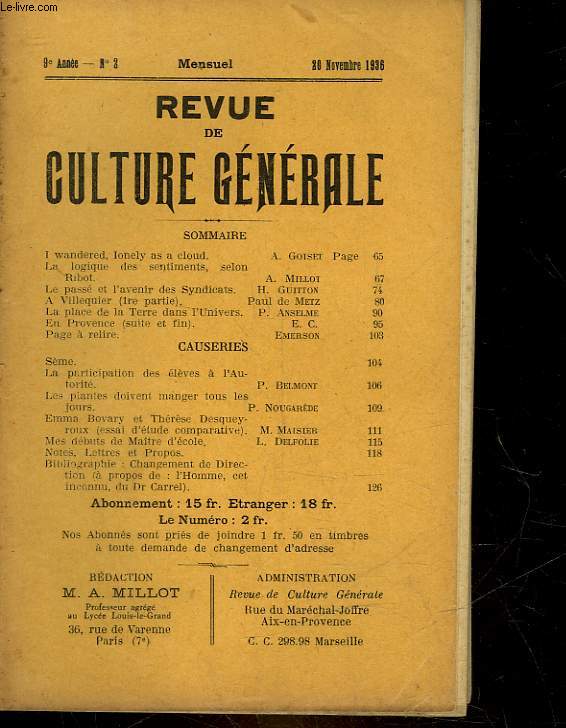 Le-livre.com
9e Année — N° 3 Mensuel 20 Novembre 1936
REVUE
DE
CULTURE GÉNÉRALE
SOMMAIRE
I wandered, lonely as a cloud. A. GOISET Page 65
La logique des sentiments, selon
Ribot. A. MILLOT 67
Le passé et l'avenir des Syndicats. H. GUITTON 74
A Villequier (1re partie). Paul de METZ 80
La place de la Terre dans l'Univers. P. ANSELME 90
En Provence (suite et fin). E. C. 95
Page à relire. EMERSON 103
CAUSERIES
Sème. 104
La participation des élèves à l'Au-
torité. P. BELMONT 106
Les plantes doivent manger tous les
jours. P. NOUGARÈDE 109
Emma Bovary et Thérèse Desquey-
roux (essai d'étude comparative). M. MAISIER 111
Mes débuts de Maître d'école. L. DELFOLIE 115
Notes, Lettres et Propos. 118
Bibliographie : Changement de Direc-
tion (à propos de : l'Homme, cet
inconnu, du Dr Carrel). 126
Abonnement : 15 fr. Etranger : 18 fr.
Le Numéro : 2 fr.
Nos Abonnés sont priés de joindre 1 fr. 50 en timbres
à toute demande de changement d'adresse
RÉDACTION
M. A. MILLOT
Professeur agrégé
au Lycée Louis-le-Grand
36, rue de Varenne
Paris (7e)
ADMINISTRATION
Revue de Culture Générale
Rue du Maréchal-Joffre
Aix-en-Provence
C. C. 298.98 Marseille